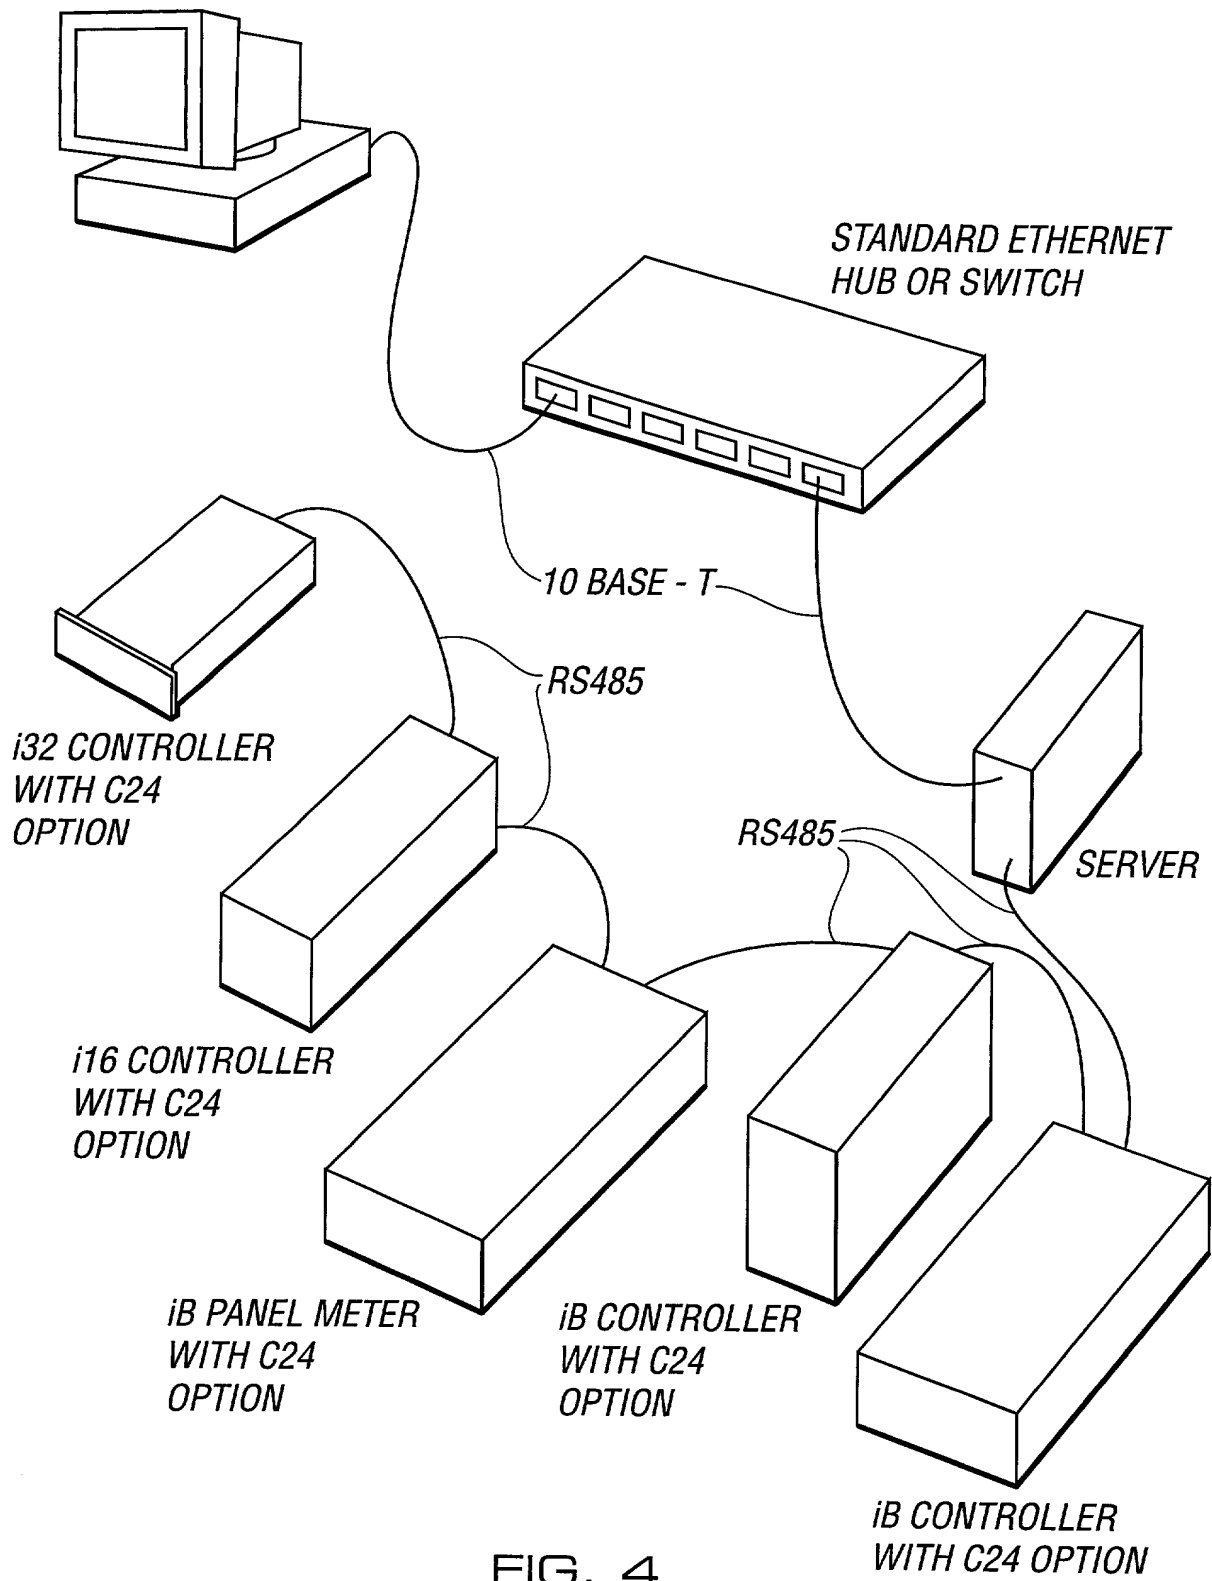 STANDARD ETHERNET
HUB OR SWITCH
10 BASE - T
RS485
i32 CONTROLLER
WITH C24
OPTION
RS485
SERVER
i16 CONTROLLER
WITH C24
OPTION
iB PANEL METER
WITH C24
OPTION
iB CONTROLLER
WITH C24
OPTION
iB CONTROLLER
WITH C24 OPTION
FIG. 4